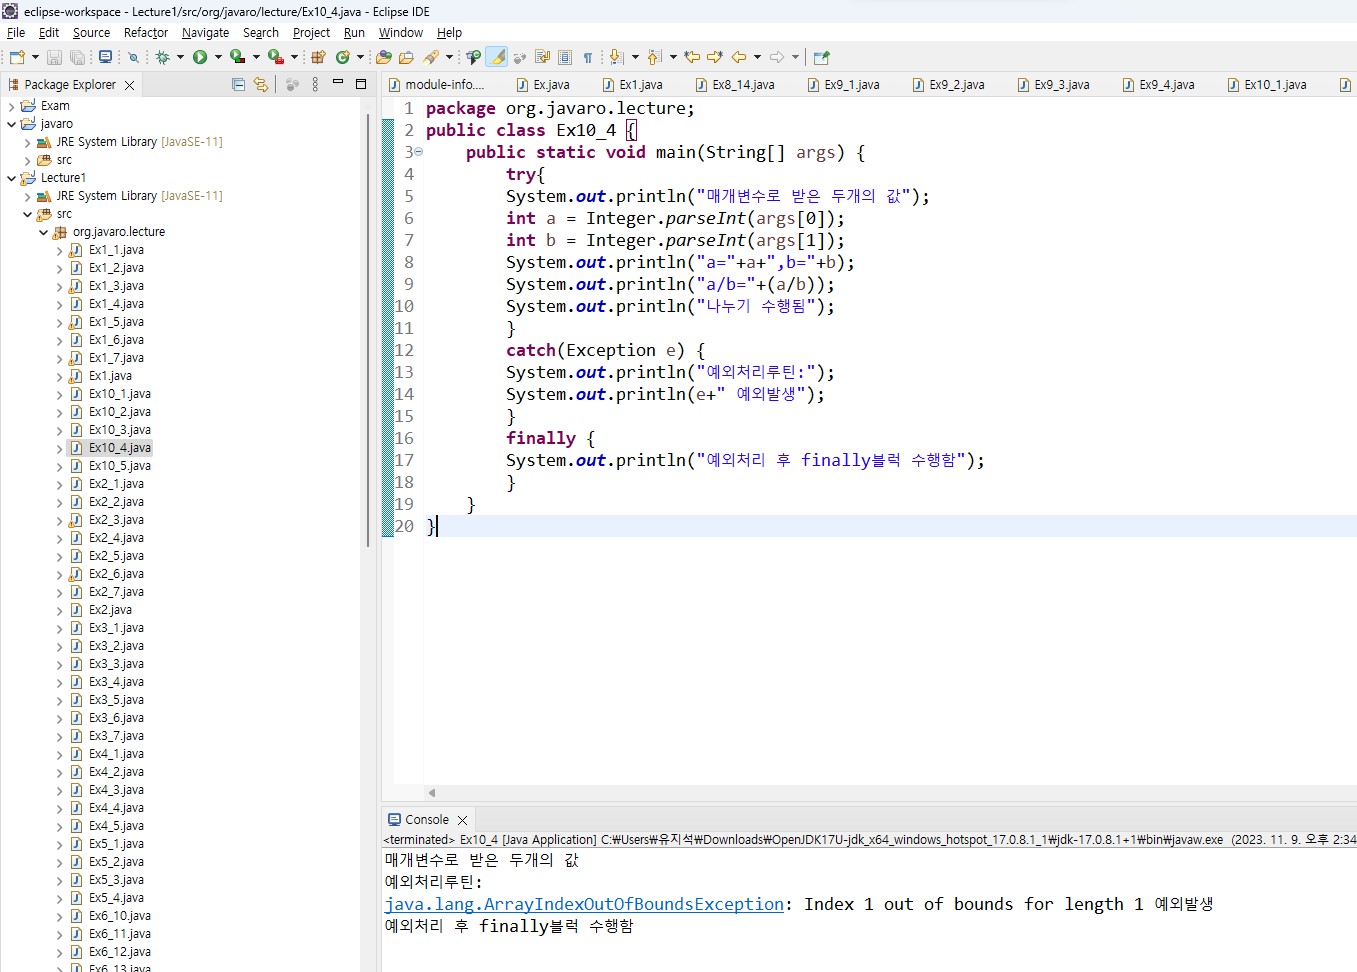 eclipse-workspace - Lecture1/src/org/javaro/lecture/Ex10_4.java - Eclipse IDE
File Edit Source Refactor Navigate Search Project Run Window Help
Package Explorer
Exam
javaro
JRE System Library [JavaSE-11]
src
Lecture1
JRE System Library [JavaSE-11]
src
org.javaro.lecture
Ex1_1.java
Ex1_2.java
Ex1_3.java
Ex1_4.java
Ex1_5.java
Ex1_6.java
Ex1_7.java
Ex1.java
Ex10_1.java
Ex10_2.java
Ex10_3.java
Ex10_4.java
Ex10_5.java
Ex2_1.java
Ex2_2.java
Ex2_3.java
Ex2_4.java
Ex2_5.java
Ex2_6.java
Ex2_7.java
Ex2.java
Ex3_1.java
Ex3_2.java
Ex3_3.java
Ex3_4.java
Ex3_5.java
Ex3_6.java
Ex3_7.java
Ex4_1.java
Ex4_2.java
Ex4_3.java
Ex4_4.java
Ex4_5.java
Ex5_1.java
Ex5_2.java
Ex5_3.java
Ex5_4.java
Ex6_10.java
Ex6_11.java
Ex6_12.java
Ex6_13.java
module-info.... Ex.java Ex1.java Ex8_14.java Ex9_1.java Ex9_2.java Ex9_3.java Ex9_4.java Ex10_1.java
1 package org.javaro.lecture;
2 public class Ex10_4 {
3 public static void main(String[] args) {
4 try{
5 System.out.println("매개변수로 받은 두개의 값");
6 int a = Integer.parseInt(args[0]);
7 int b = Integer.parseInt(args[1]);
8 System.out.println("a="+a+",b="+b);
9 System.out.println("a/b="+(a/b));
10 System.out.println("나누기 수행됨");
11 }
12 catch(Exception e) {
13 System.out.println("예외처리루틴:");
14 System.out.println(e+" 예외발생");
15 }
16 finally {
17 System.out.println("예외처리 후 finally블럭 수행함");
18 }
19 }
20 }
Console
<terminated> Ex10_4 [Java Application] C:₩Users₩유지석₩Downloads₩OpenJDK17U-jdk_x64_windows_hotspot_17.0.8.1_1₩jdk-17.0.8.1+1₩bin₩javaw.exe (2023. 11. 9. 오후 2:34
매개변수로 받은 두개의 값
예외처리루틴:
java.lang.ArrayIndexOutOfBoundsException: Index 1 out of bounds for length 1 예외발생
예외처리 후 finally블럭 수행함